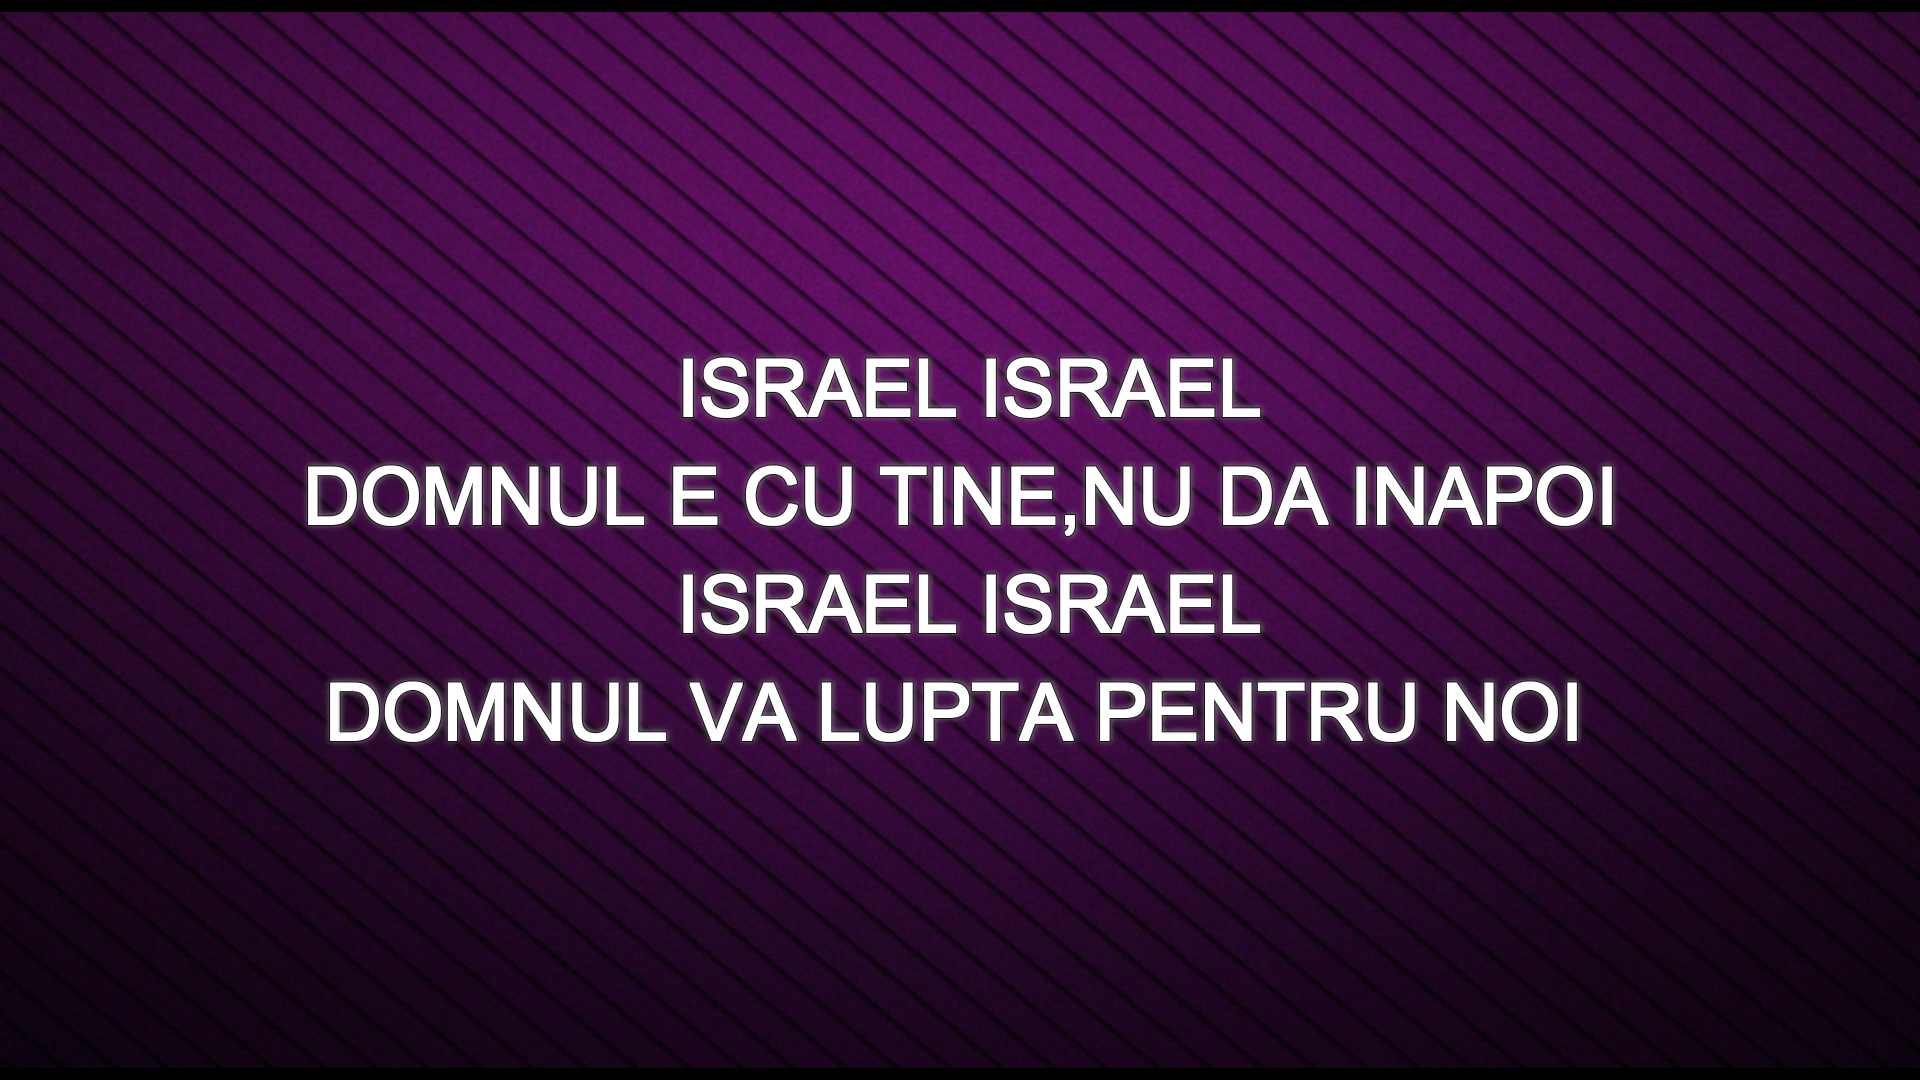 ISRAEL ISRAEL
DOMNUL E CU TINE,NU DA INAPOI
ISRAEL ISRAEL
DOMNUL VA LUPTA PENTRU NOI